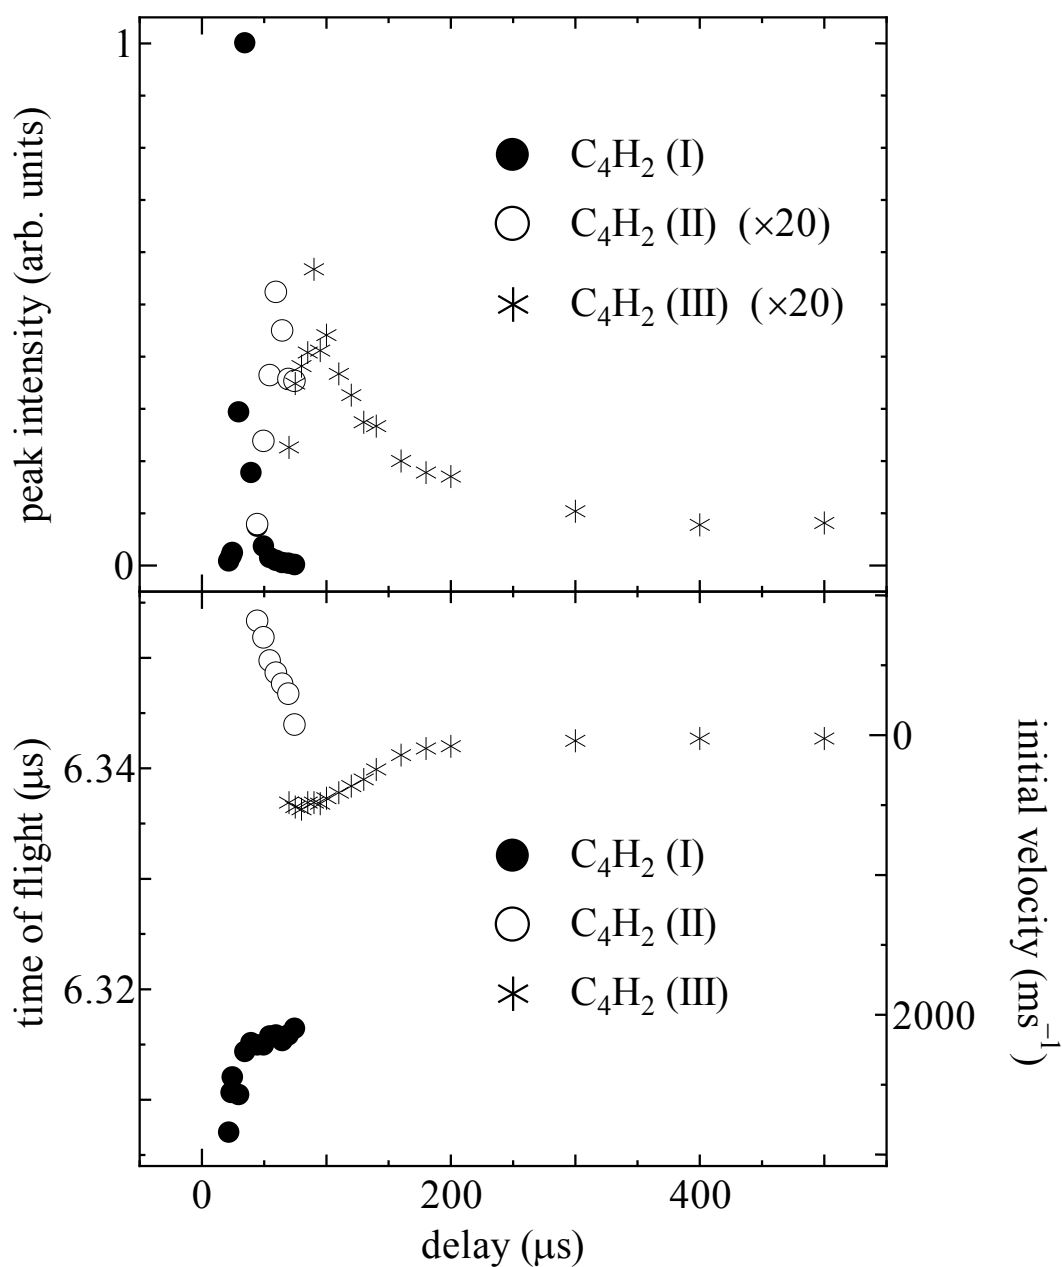 1
0
peak intensity (arb. units)
C₄H₂ (I)
C₄H₂ (II) (×20)
C₄H₂ (III) (×20)
6.34
6.32
time of flight (μs)
0
2000
initial velocity (ms⁻¹)
C₄H₂ (I)
C₄H₂ (II)
C₄H₂ (III)
0
200
400
delay (μs)